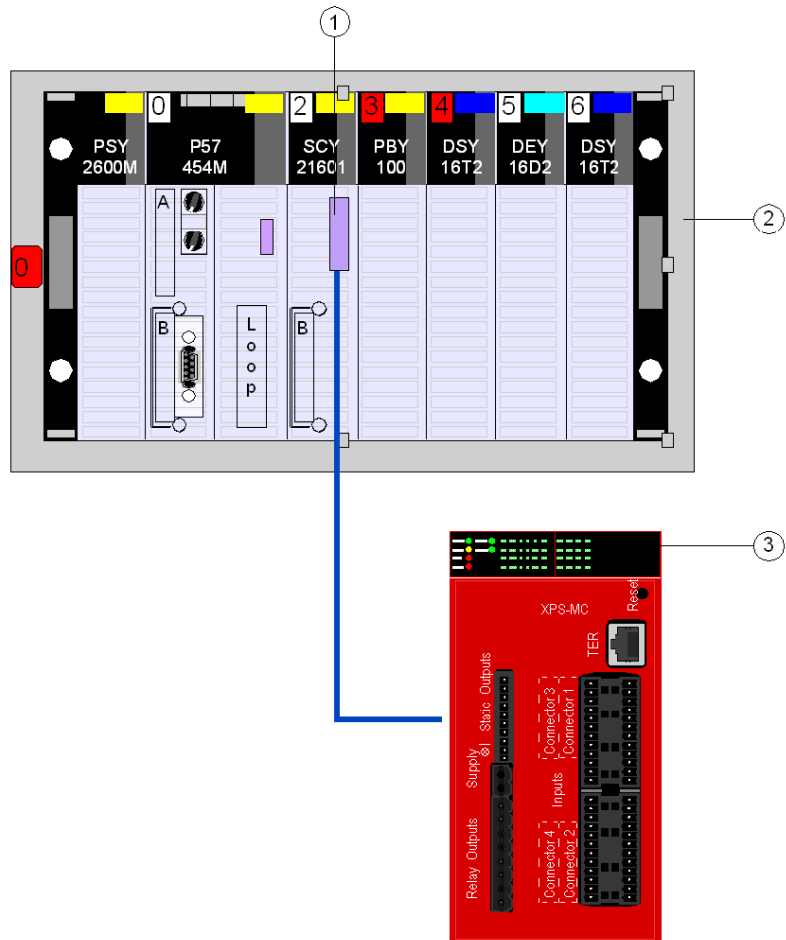 1
0 2 3 4 5 6
PSY
2600M
P57
454M
SCY
21601
PBY
100
DSY
16T2
DEY
16D2
DSY
16T2
A
2
0
B
Loop
B
3
XPS-MC
Reset
TER
Static Outputs
Supply
Relay Outputs
Connector 3
Connector 1
Inputs
Connector 4
Connector 2